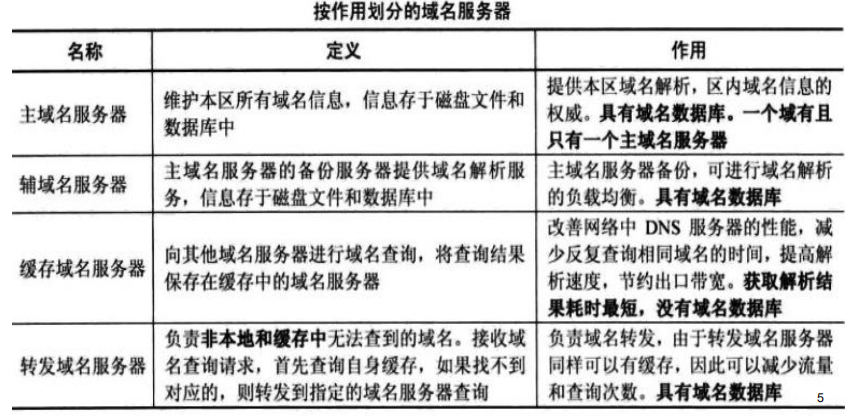 按作用划分的域名服务器
名称 定义 作用
主域名服务器
维护本区所有域名信息，信息存于磁盘文件和
数据库中
提供本区域名解析，区内域名信息的
权威。具有域名数据库。一个域有且
只有一个主域名服务器
辅域名服务器
主域名服务器的备份服务器提供域名解析服
务，信息存于磁盘文件和数据库中
主域名服务器备份，可进行域名解析
的负载均衡。具有域名数据库
缓存域名服务器
向其他域名服务器进行域名查询，将查询结果
保存在缓存中的域名服务器
改善网络中 DNS 服务器的性能，减
少反复查询相同域名的时间，提高解
析速度，节约出口带宽。获取解析结
果耗时最短，没有域名数据库
转发域名服务器
负责非本地和缓存中无法查到的域名。接收域
名查询请求，首先查询自身缓存，如果找不到
对应的，则转发到指定的域名服务器查询
负责域名转发，由于转发域名服务器
同样可以有缓存，因此可以减少流量
和查询次数。具有域名数据库
5